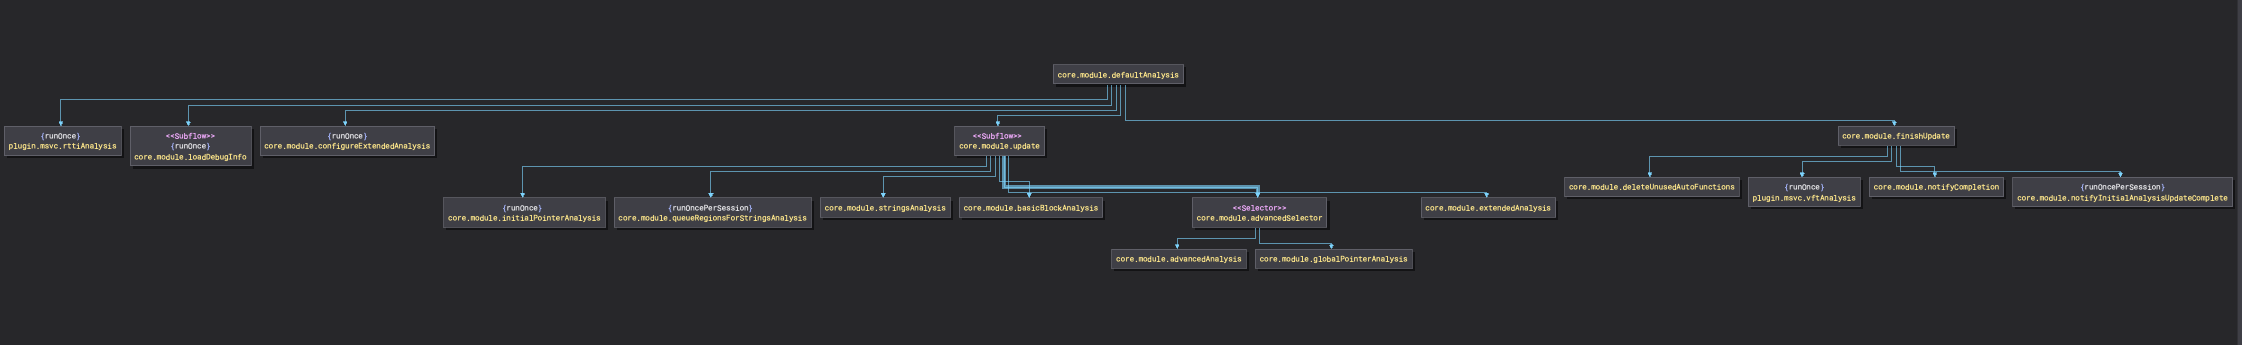 core.module.defaultAnalysis
{runOnce}
plugin.msvc.rttiAnalysis
<<Subflow>>
{runOnce}
core.module.loadDebugInfo
{runOnce}
core.module.configureExtendedAnalysis
<<Subflow>>
core.module.update
core.module.finishUpdate
{runOnce}
core.module.initialPointerAnalysis
{runOncePerSession}
core.module.queueRegionsForStringsAnalysis
core.module.stringsAnalysis
core.module.basicBlockAnalysis
<<Selector>>
core.module.advancedSelector
core.module.extendedAnalysis
core.module.deleteUnusedAutoFunctions
{runOnce}
plugin.msvc.vftAnalysis
core.module.notifyCompletion
{runOncePerSession}
core.module.notifyInitialAnalysisUpdateComplete
core.module.advancedAnalysis
core.module.globalPointerAnalysis